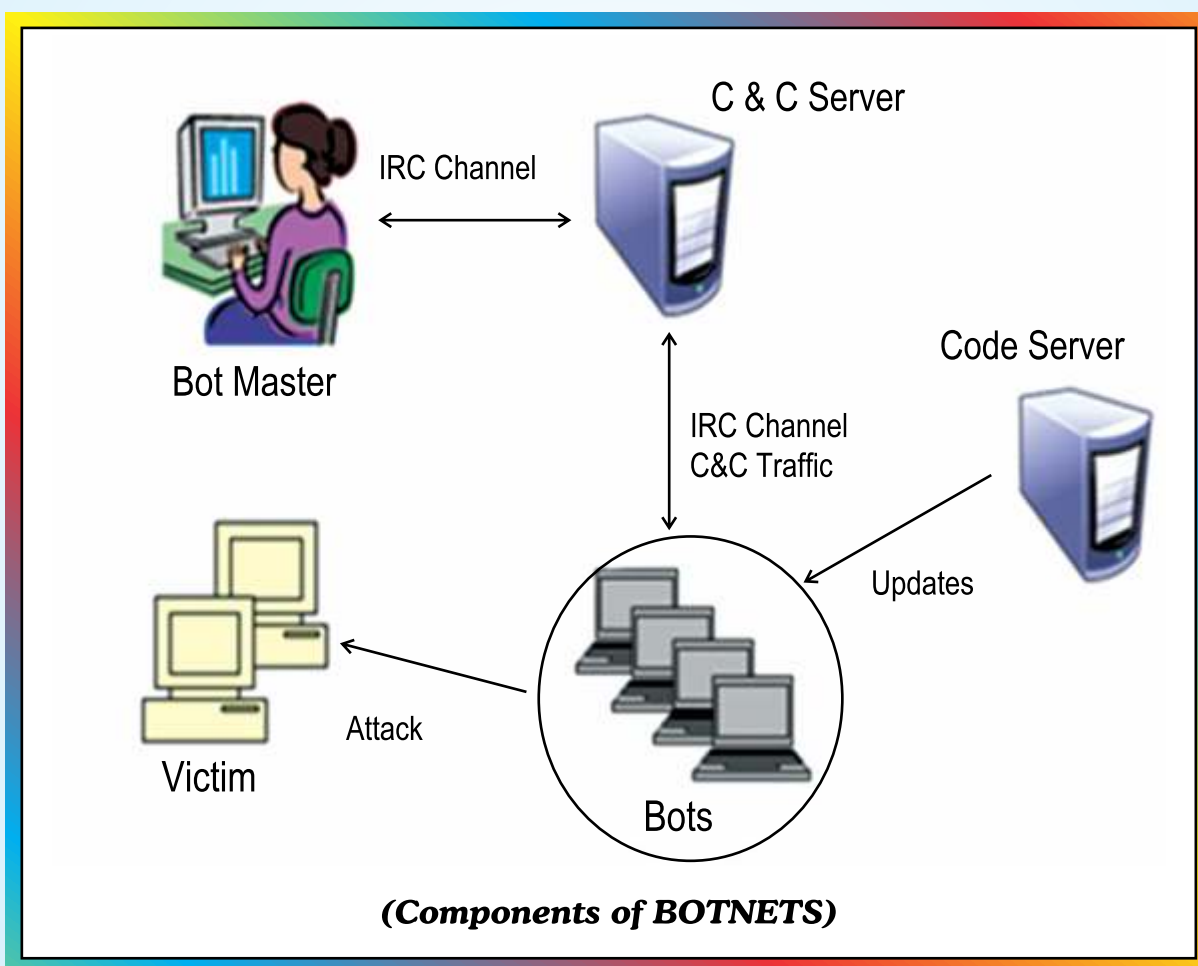 C & C Server
IRC Channel
Bot Master
Code Server
IRC Channel
C&C Traffic
Updates
Attack
Victim
Bots
(Components of BOTNETS)